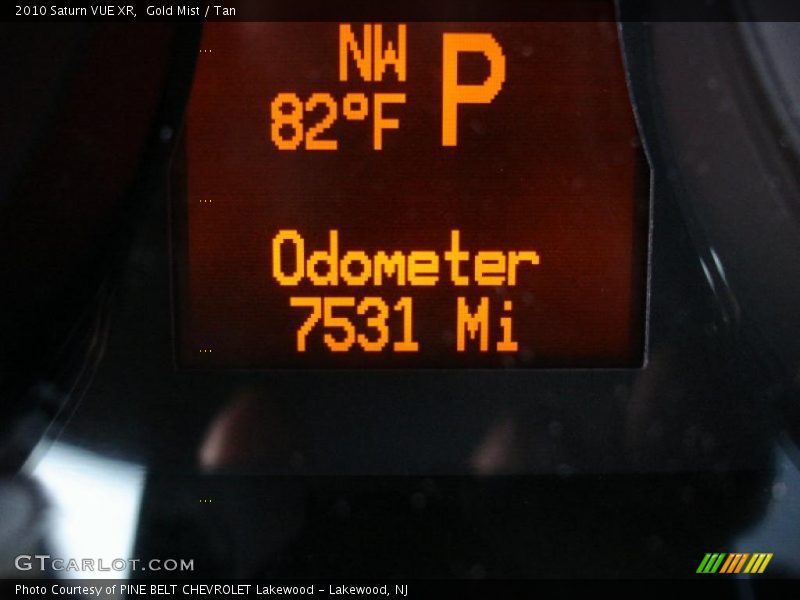 2010 Saturn VUE XR,  Gold Mist / Tan
NW P
82°F
Odometer
7531 Mi
GTCARLOT.COM
Photo Courtesy of PINE BELT CHEVROLET Lakewood - Lakewood, NJ